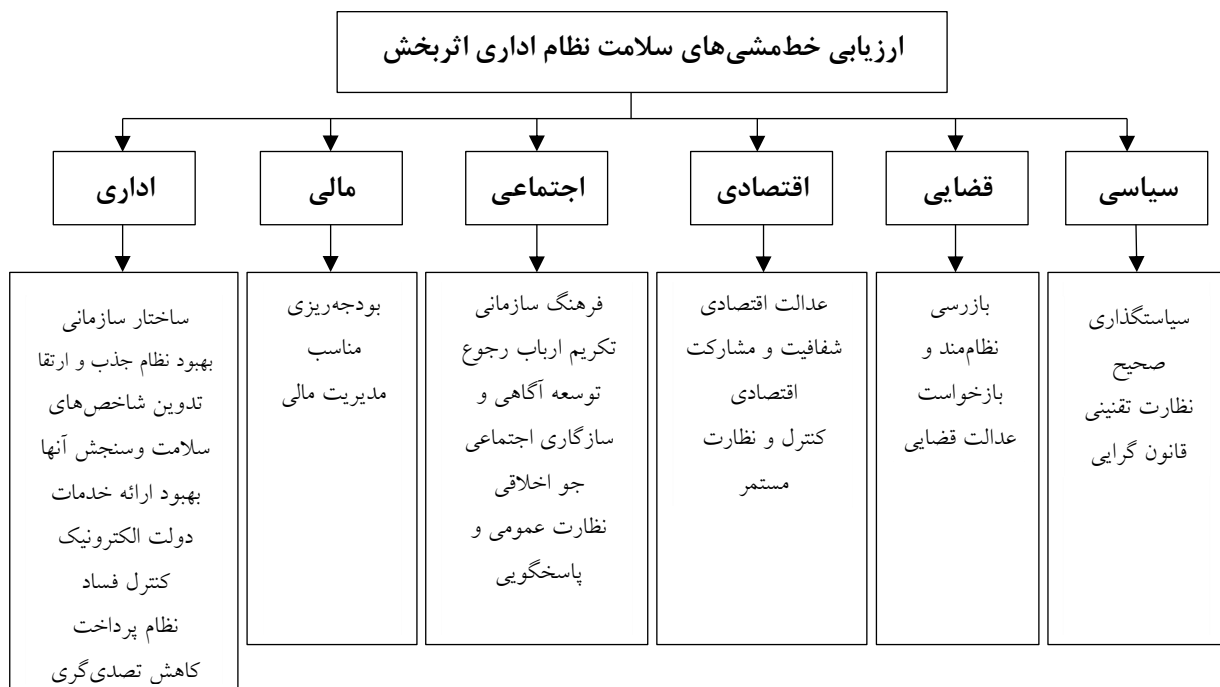 ارزیابی خط‌مشی‌های سلامت نظام اداری اثربخش
سیاسی
قضایی
اقتصادی
اجتماعی
مالی
اداری
سیاستگذاری
صحیح
نظارت تقنینی
قانون گرایی
بازرسی
نظام‌مند و
بازخواست
عدالت قضایی
عدالت اقتصادی
شفافیت و مشارکت
اقتصادی
کنترل و نظارت
مستمر
فرهنگ سازمانی
تکریم ارباب رجوع
توسعه آگاهی و
سازگاری اجتماعی
جو اخلاقی
نظارت عمومی و
پاسخگویی
بودجه‌ریزی
مناسب
مدیریت مالی
ساختار سازمانی
بهبود نظام جذب و ارتقا
تدوین شاخص‌های
سلامت وسنجش آنها
بهبود ارائه خدمات
دولت الکترونیک
کنترل فساد
نظام پرداخت
کاهش تصدی‌گری